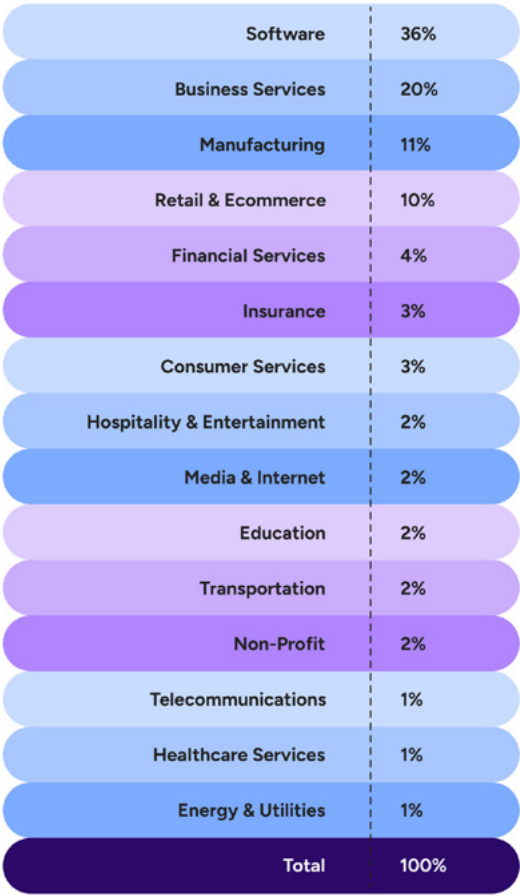 Software 36%
Business Services 20%
Manufacturing 11%
Retail & Ecommerce 10%
Financial Services 4%
Insurance 3%
Consumer Services 3%
Hospitality & Entertainment 2%
Media & Internet 2%
Education 2%
Transportation 2%
Non-Profit 2%
Telecommunications 1%
Healthcare Services 1%
Energy & Utilities 1%
Total 100%